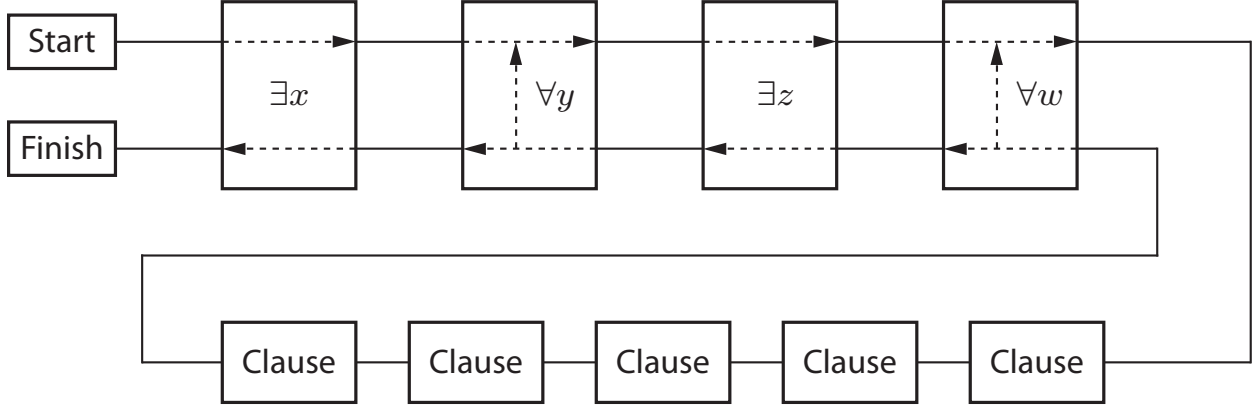 Start
∃x
∀y
∃z
∀w
Finish
Clause
Clause
Clause
Clause
Clause